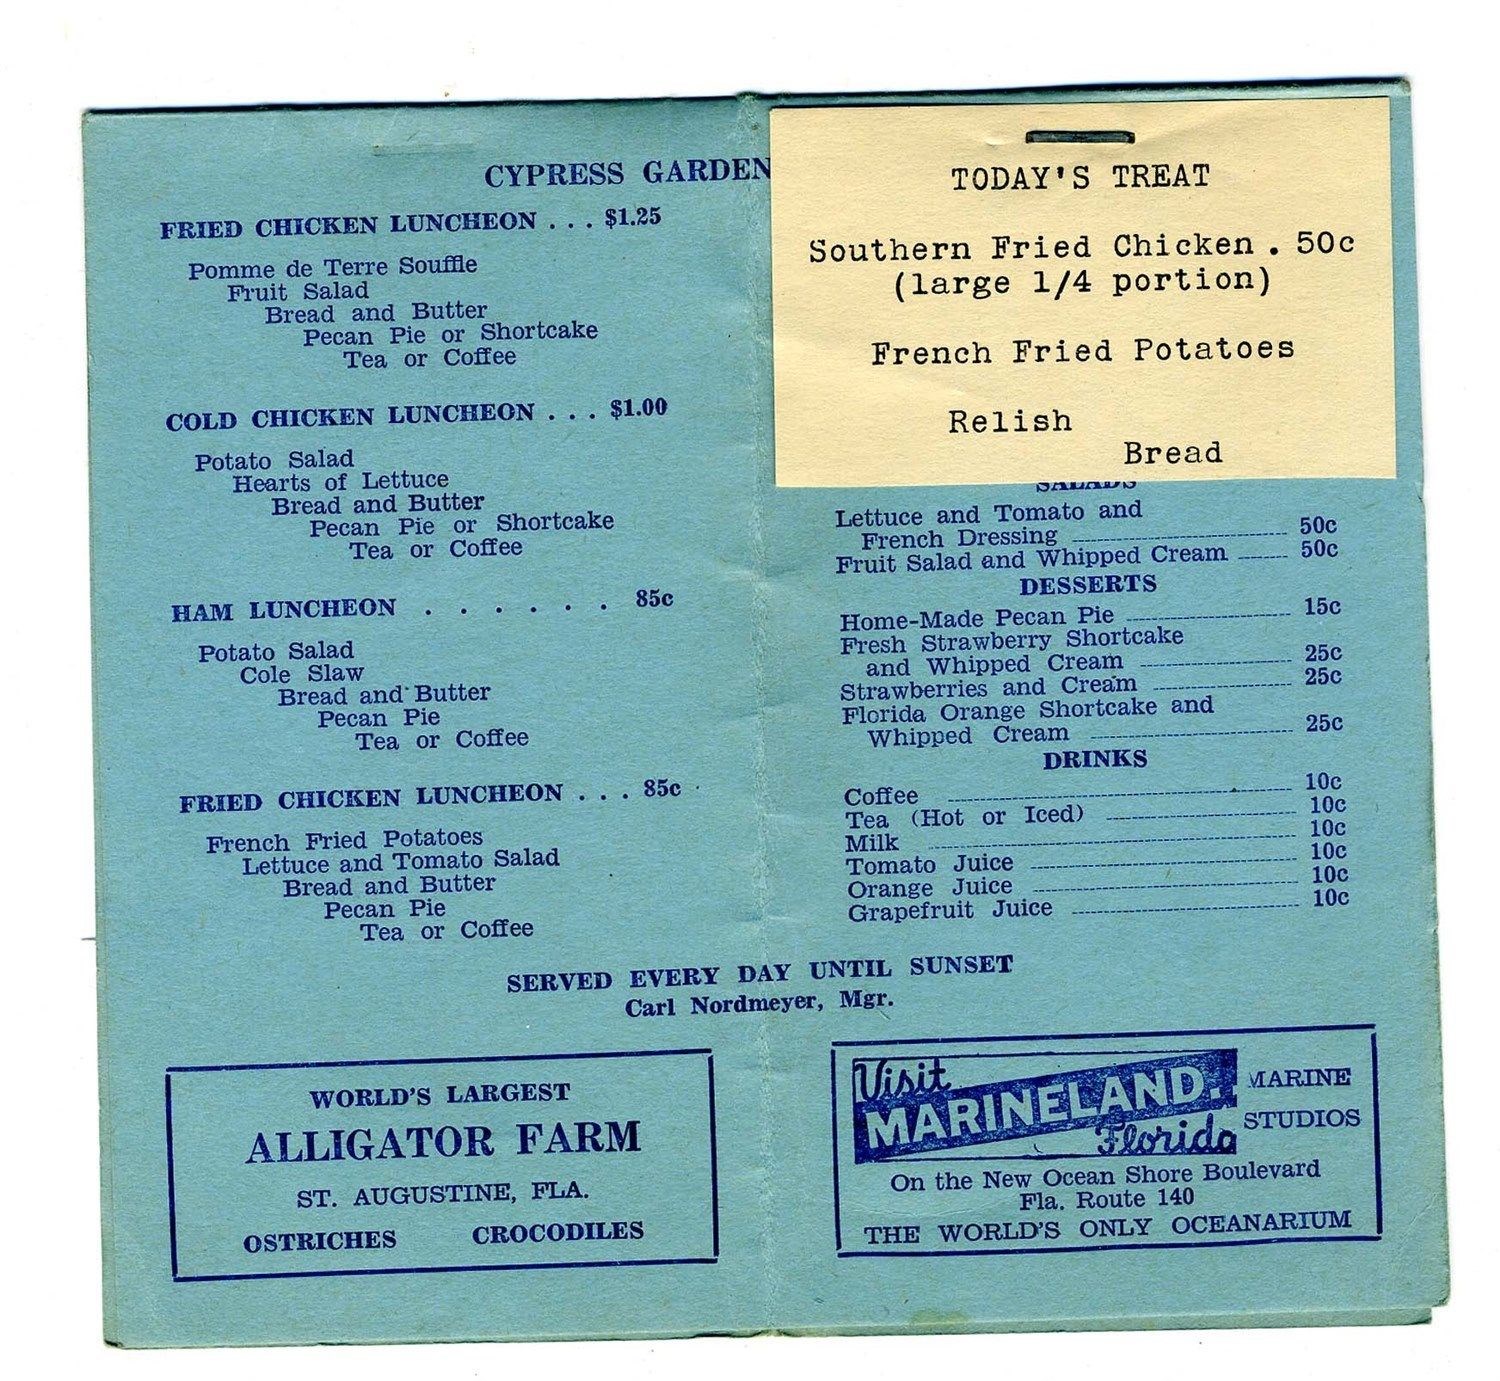 CYPRESS GARDEN
FRIED CHICKEN LUNCHEON . . . $1.25
Pomme de Terre Souffle
Fruit Salad
Bread and Butter
Pecan Pie or Shortcake
Tea or Coffee
COLD CHICKEN LUNCHEON . . . $1.00
Potato Salad
Hearts of Lettuce
Bread and Butter
Pecan Pie or Shortcake
Tea or Coffee
HAM LUNCHEON . . . . . . 85c
Potato Salad
Cole Slaw
Bread and Butter
Pecan Pie
Tea or Coffee
FRIED CHICKEN LUNCHEON . . . 85c
French Fried Potatoes
Lettuce and Tomato Salad
Bread and Butter
Pecan Pie
Tea or Coffee
TODAY'S TREAT
Southern Fried Chicken . 50c
(large 1/4 portion)
French Fried Potatoes
Relish
Bread
SALADS
Lettuce and Tomato and
French Dressing 50c
Fruit Salad and Whipped Cream 50c
DESSERTS
Home-Made Pecan Pie 15c
Fresh Strawberry Shortcake
and Whipped Cream 25c
Strawberries and Cream 25c
Florida Orange Shortcake and
Whipped Cream 25c
DRINKS
Coffee 10c
Tea (Hot or Iced) 10c
Milk 10c
Tomato Juice 10c
Orange Juice 10c
Grapefruit Juice 10c
SERVED EVERY DAY UNTIL SUNSET
Carl Nordmeyer, Mgr.
WORLD'S LARGEST
ALLIGATOR FARM
ST. AUGUSTINE, FLA.
OSTRICHES CROCODILES
Visit
MARINELAND.
Florida
MARINE
STUDIOS
On the New Ocean Shore Boulevard
Fla. Route 140
THE WORLD'S ONLY OCEANARIUM